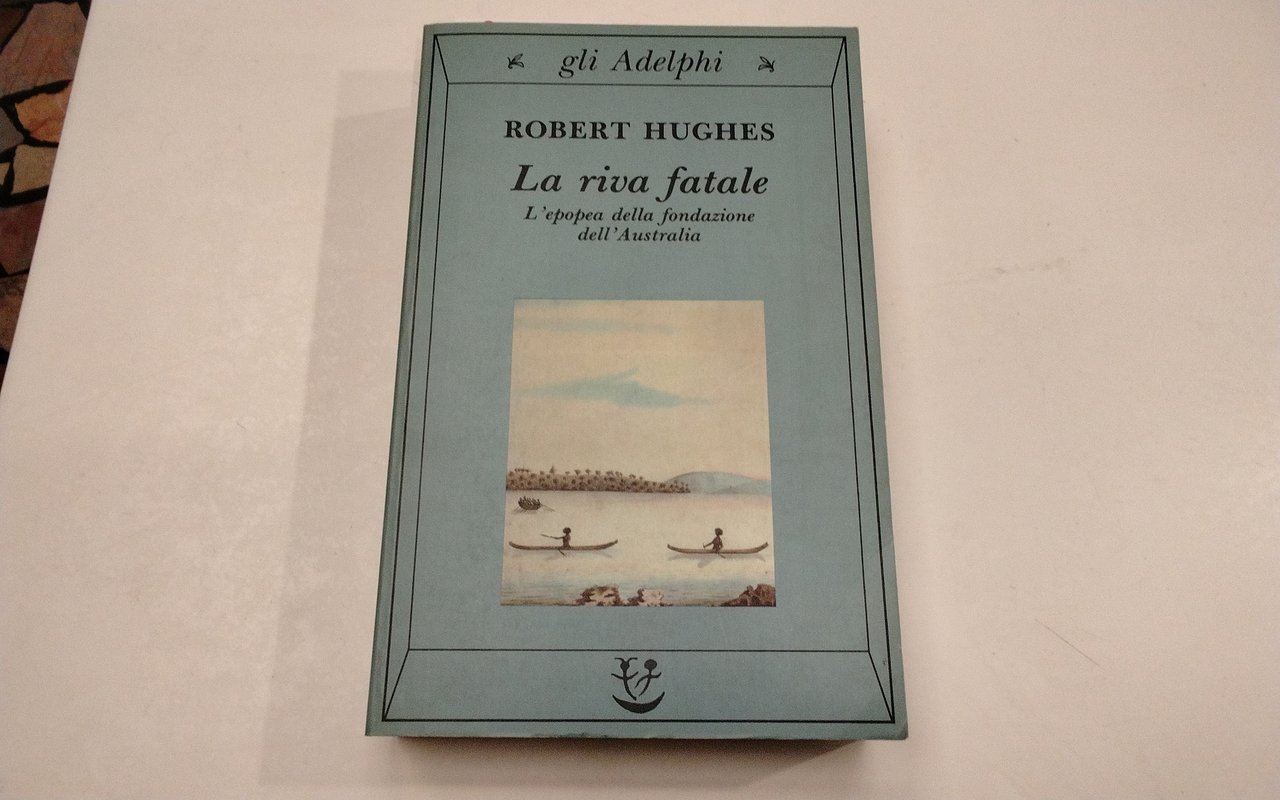 gli Adelphi
ROBERT HUGHES
La riva fatale
L'epopea della fondazione
dell'Australia